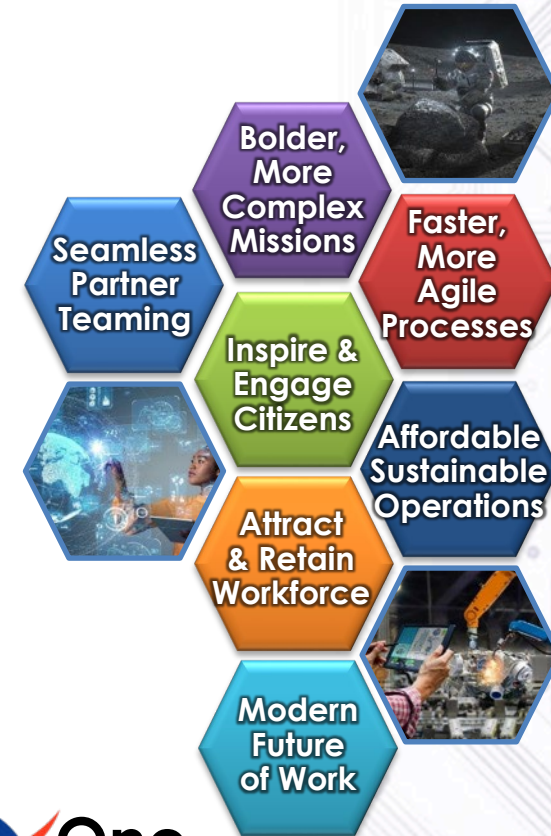 Bolder,
More
Complex
Missions
Seamless
Partner
Teaming
Faster,
More
Agile
Processes
Inspire &
Engage
Citizens
Affordable
Sustainable
Operations
Attract
& Retain
Workforce
Modern
Future
of Work